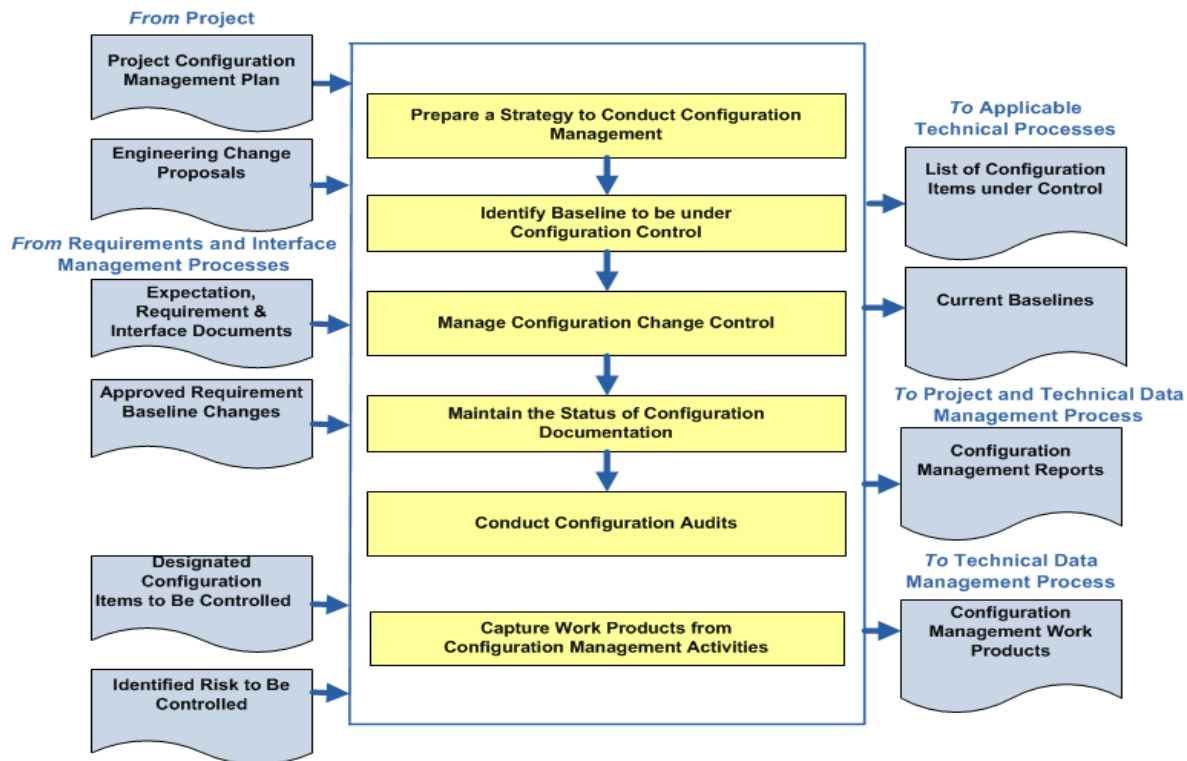 From Project
Project Configuration
Management Plan
Engineering Change
Proposals
From Requirements and Interface
Management Processes
Expectation,
Requirement &
Interface Documents
Approved Requirement
Baseline Changes
Designated
Configuration
Items to Be Controlled
Identified Risk to Be
Controlled
Prepare a Strategy to Conduct Configuration
Management
Identify Baseline to be under
Configuration Control
Manage Configuration Change Control
Maintain the Status of Configuration
Documentation
Conduct Configuration Audits
Capture Work Products from
Configuration Management Activities
To Applicable
Technical Processes
List of Configuration
Items under Control
Current Baselines
To Project and Technical Data
Management Process
Configuration
Management Reports
To Technical Data
Management Process
Configuration
Management Work
Products